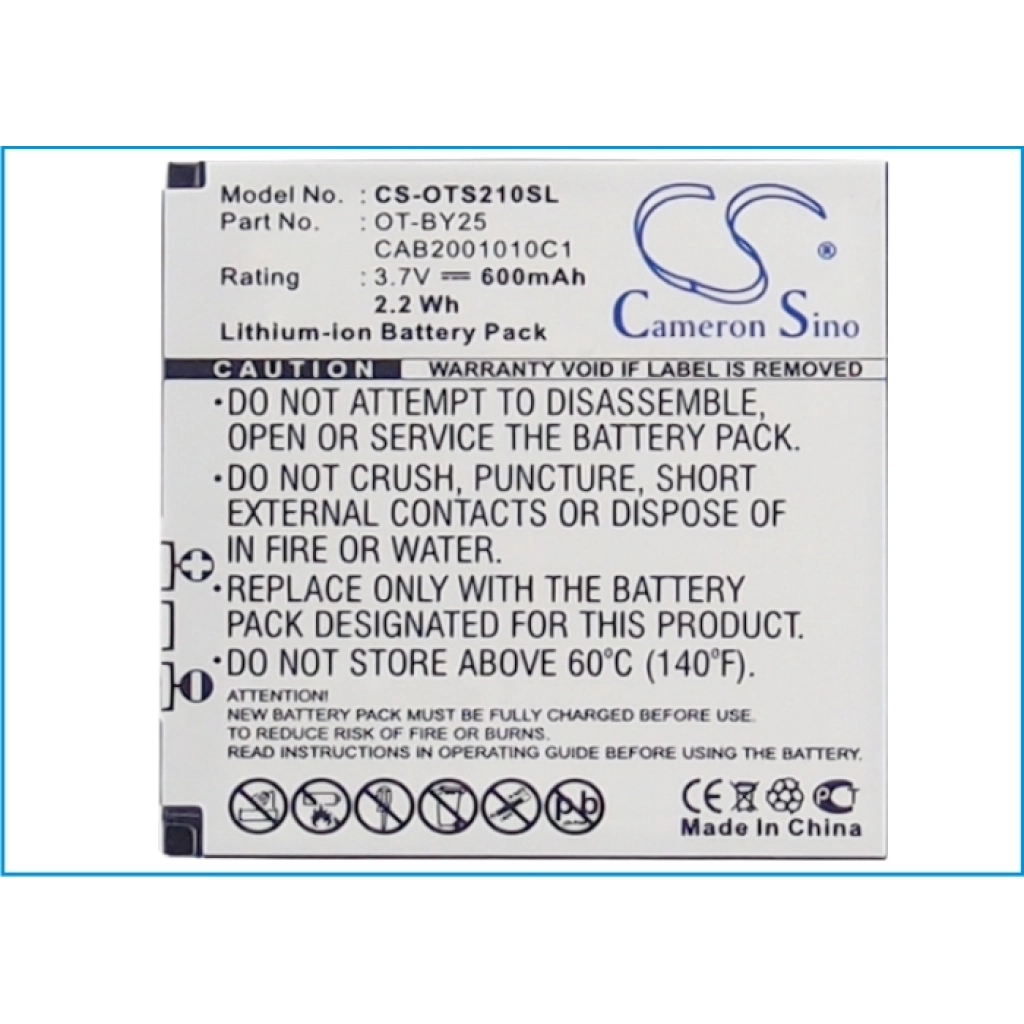 Model No. : CS-OTS210SL
Part No. : OT-BY25
CAB2001010C1
Rating : 3.7V 600mAh
2.2 Wh
Lithium-ion Battery Pack
CS
®
Cameron Sino
CAUTION WARRANTY VOID IF LABEL IS REMOVED
•DO NOT ATTEMPT TO DISASSEMBLE,
OPEN OR SERVICE THE BATTERY PACK.
•DO NOT CRUSH, PUNCTURE, SHORT
EXTERNAL CONTACTS OR DISPOSE OF
IN FIRE OR WATER.
•REPLACE ONLY WITH THE BATTERY
PACK DESIGNATED FOR THIS PRODUCT.
•DO NOT STORE ABOVE 60°C (140°F).
ATTENTION!
NEW BATTERY PACK MUST BE FULLY CHARGED BEFORE USE.
TO REDUCE RISK OF FIRE OR BURNS.
READ INSTRUCTIONS IN OPERATING GUIDE BEFORE USING THE BATTERY.
Pb
CE PCT
Made In China